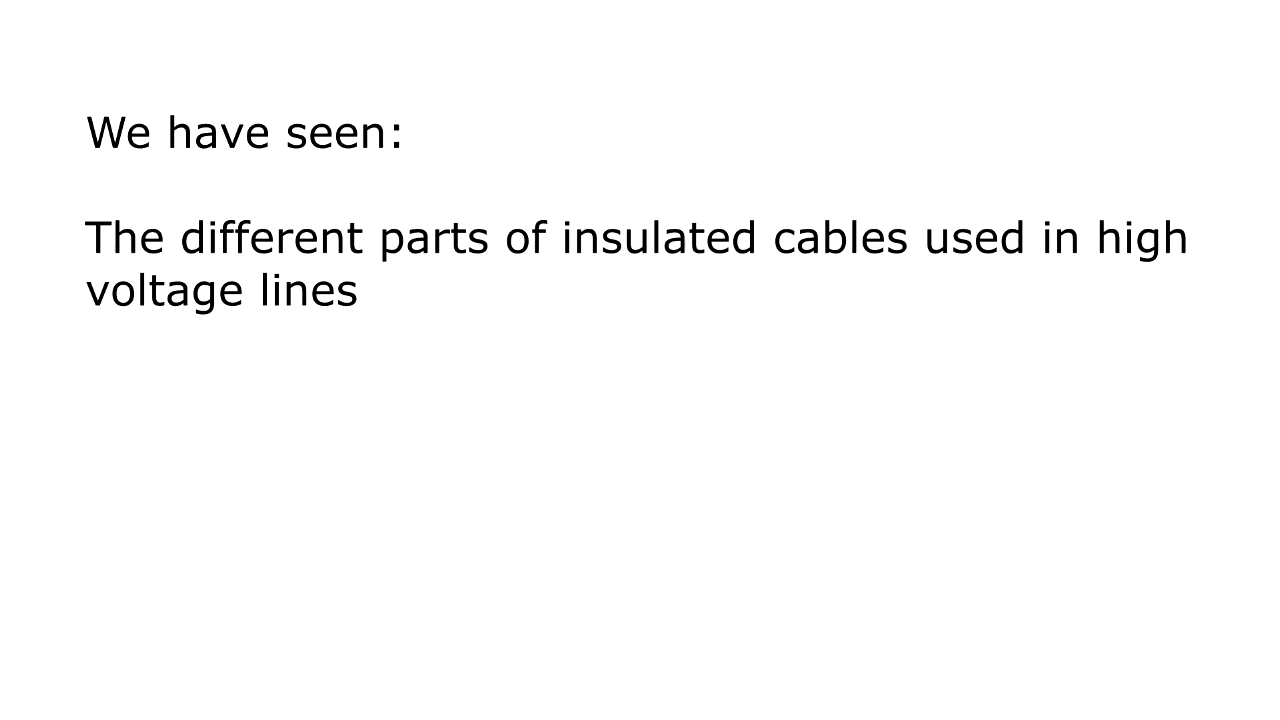 We have seen:
The different parts of insulated cables used in high
voltage lines